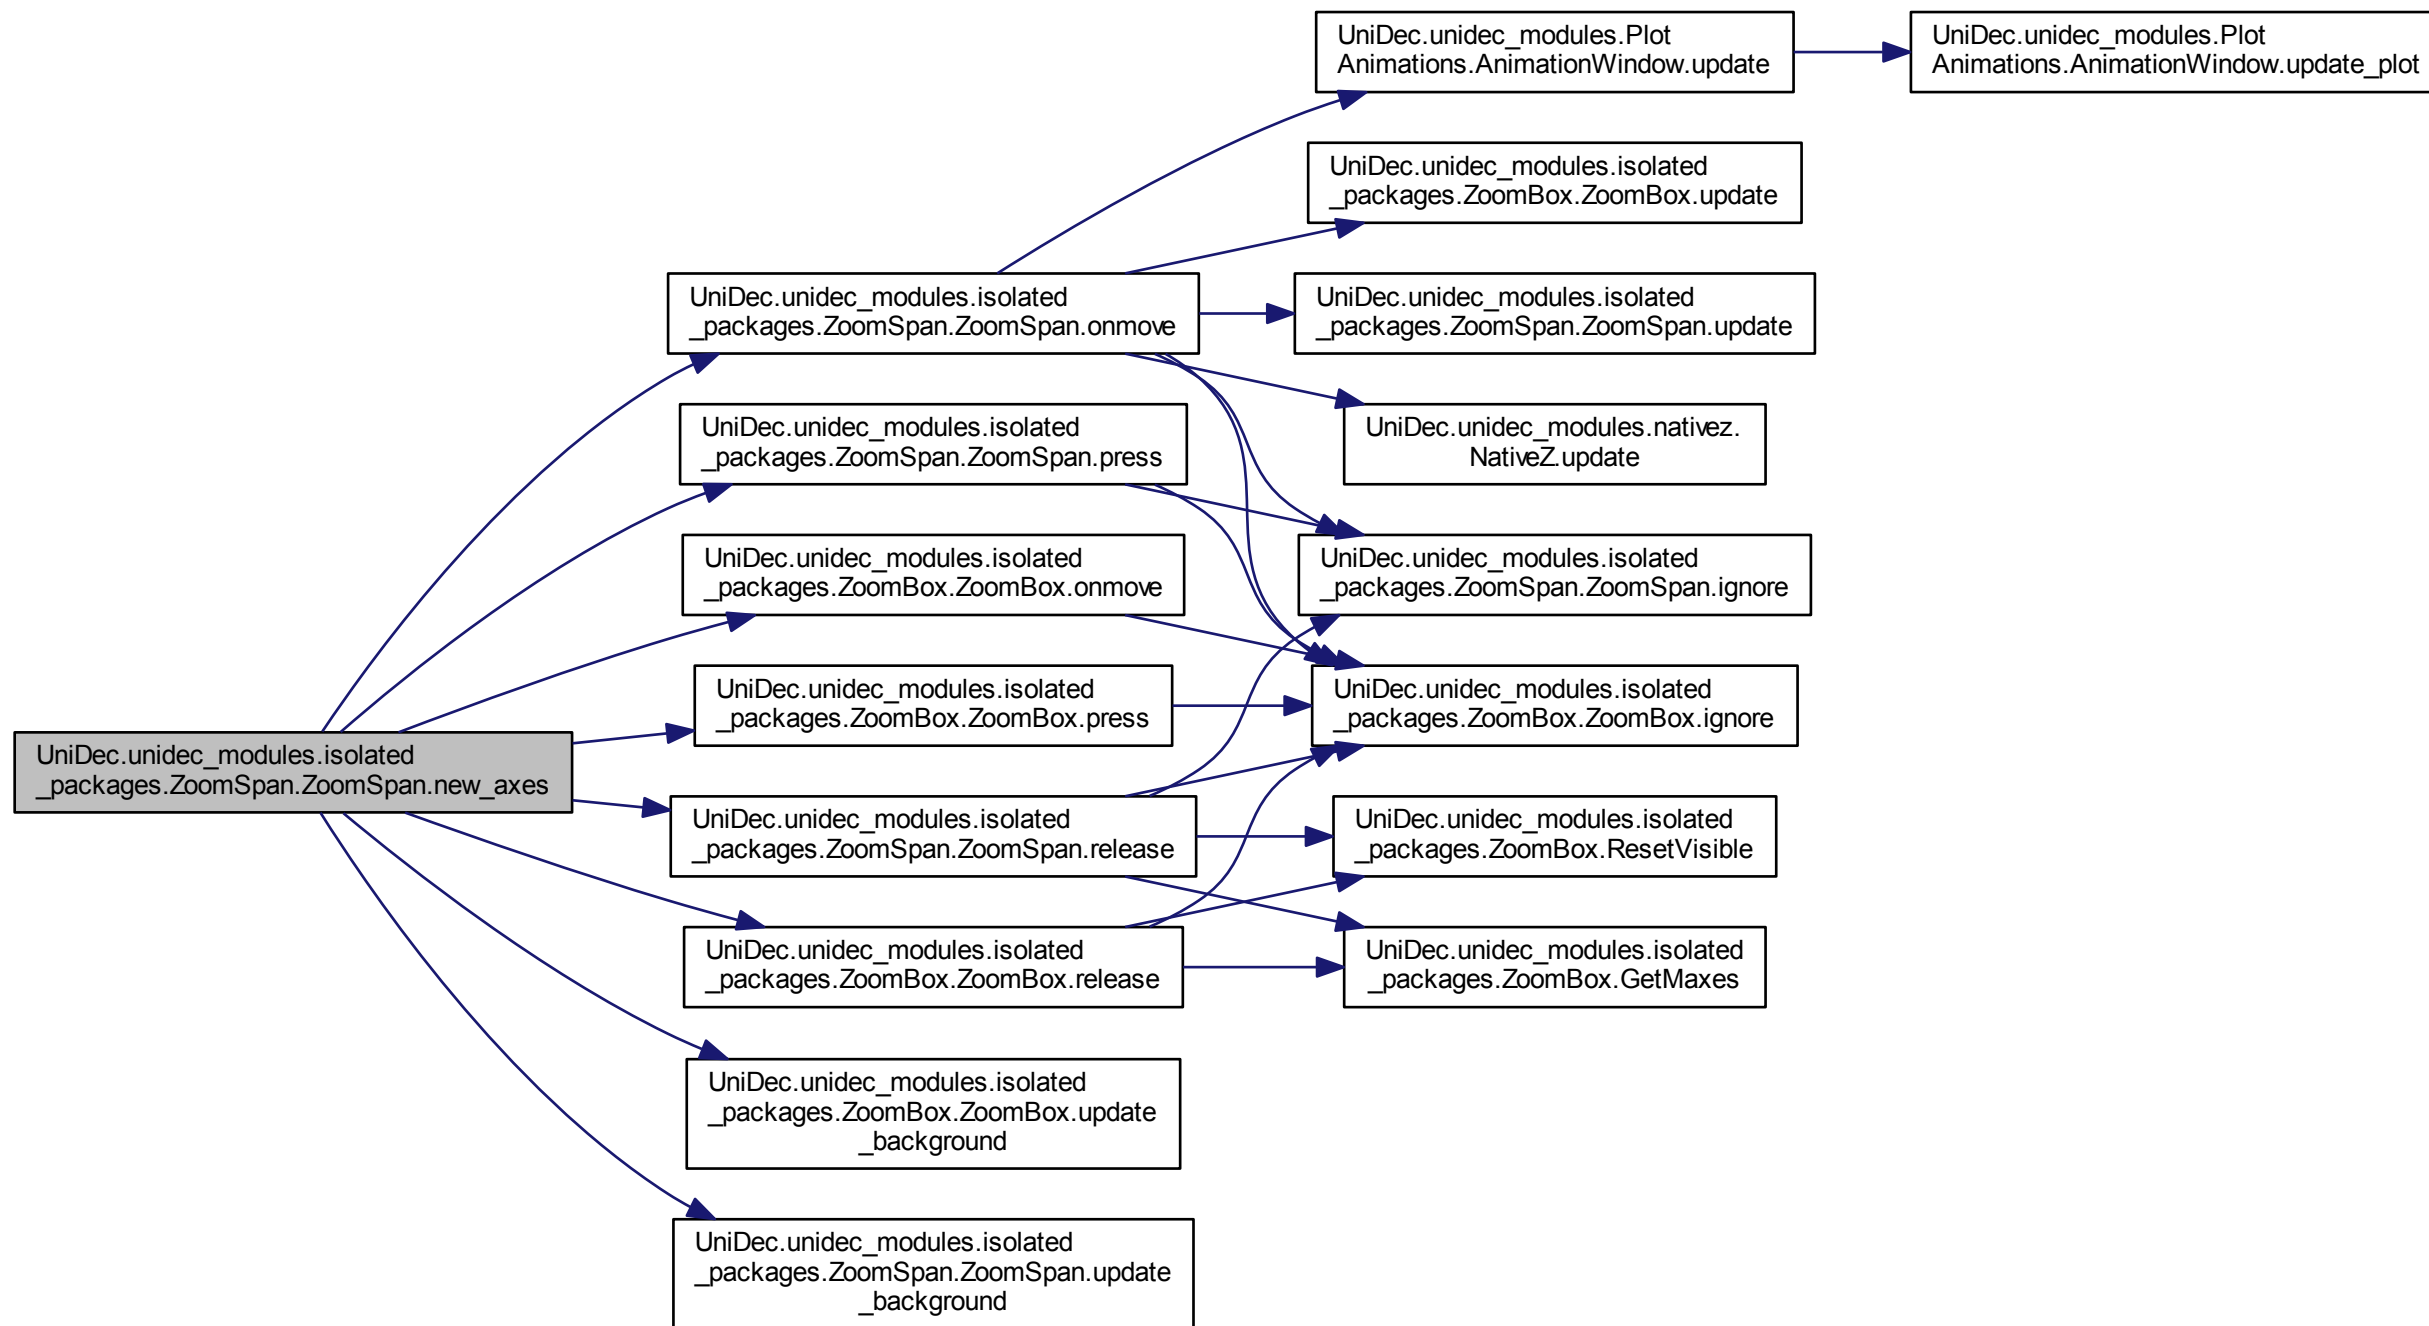 UniDec.unidec_modules.Plot
Animations.AnimationWindow.update
UniDec.unidec_modules.Plot
Animations.AnimationWindow.update_plot
UniDec.unidec_modules.isolated
_packages.ZoomBox.ZoomBox.update
UniDec.unidec_modules.isolated
_packages.ZoomSpan.ZoomSpan.onmove
UniDec.unidec_modules.isolated
_packages.ZoomSpan.ZoomSpan.update
UniDec.unidec_modules.isolated
_packages.ZoomSpan.ZoomSpan.press
UniDec.unidec_modules.nativez.
NativeZ.update
UniDec.unidec_modules.isolated
_packages.ZoomBox.ZoomBox.onmove
UniDec.unidec_modules.isolated
_packages.ZoomSpan.ZoomSpan.ignore
UniDec.unidec_modules.isolated
_packages.ZoomBox.ZoomBox.press
UniDec.unidec_modules.isolated
_packages.ZoomBox.ZoomBox.ignore
UniDec.unidec_modules.isolated
_packages.ZoomSpan.ZoomSpan.new_axes
UniDec.unidec_modules.isolated
_packages.ZoomSpan.ZoomSpan.release
UniDec.unidec_modules.isolated
_packages.ZoomBox.ResetVisible
UniDec.unidec_modules.isolated
_packages.ZoomBox.ZoomBox.release
UniDec.unidec_modules.isolated
_packages.ZoomBox.GetMaxes
UniDec.unidec_modules.isolated
_packages.ZoomBox.ZoomBox.update
_background
UniDec.unidec_modules.isolated
_packages.ZoomSpan.ZoomSpan.update
_background